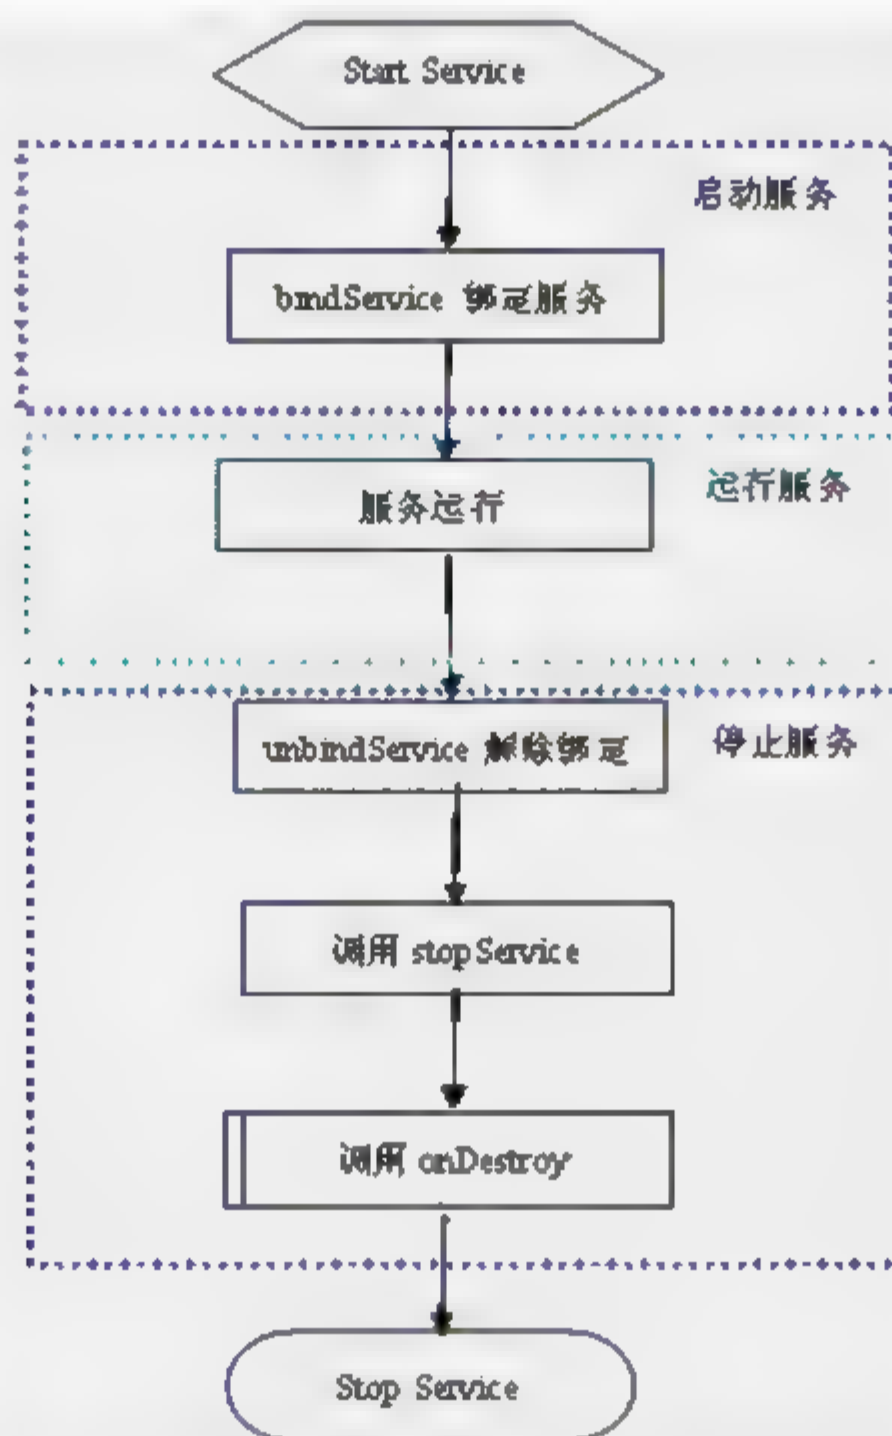 Start Service
启动服务
bindService 绑定服务
运行服务
服务运行
停止服务
unbindService 解除绑定
调用 stopService
调用 onDestroy
Stop Service